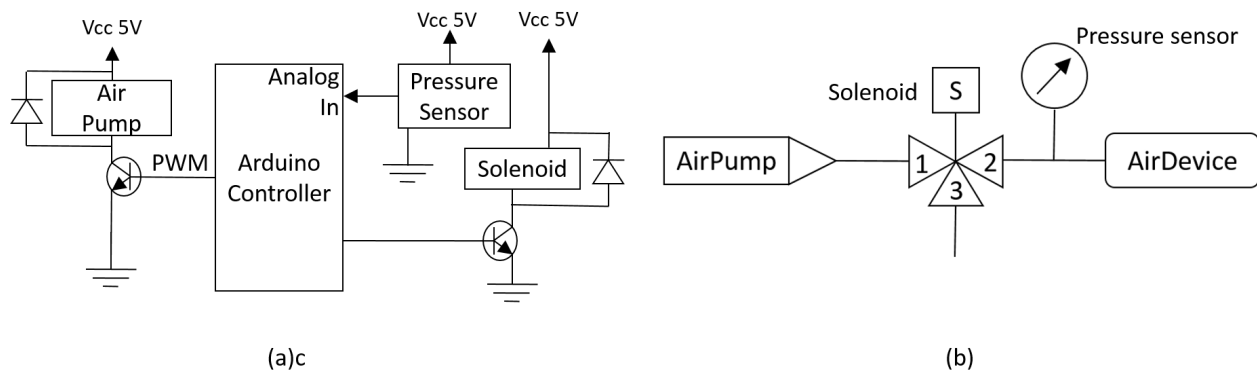 Vcc 5V
Air
Pump
PWM
Arduino
Controller
Analog
In
Vcc 5V
Pressure
Sensor
Vcc 5V
Solenoid
(a)c
Pressure sensor
Solenoid
S
AirPump
1
2
3
AirDevice
(b)